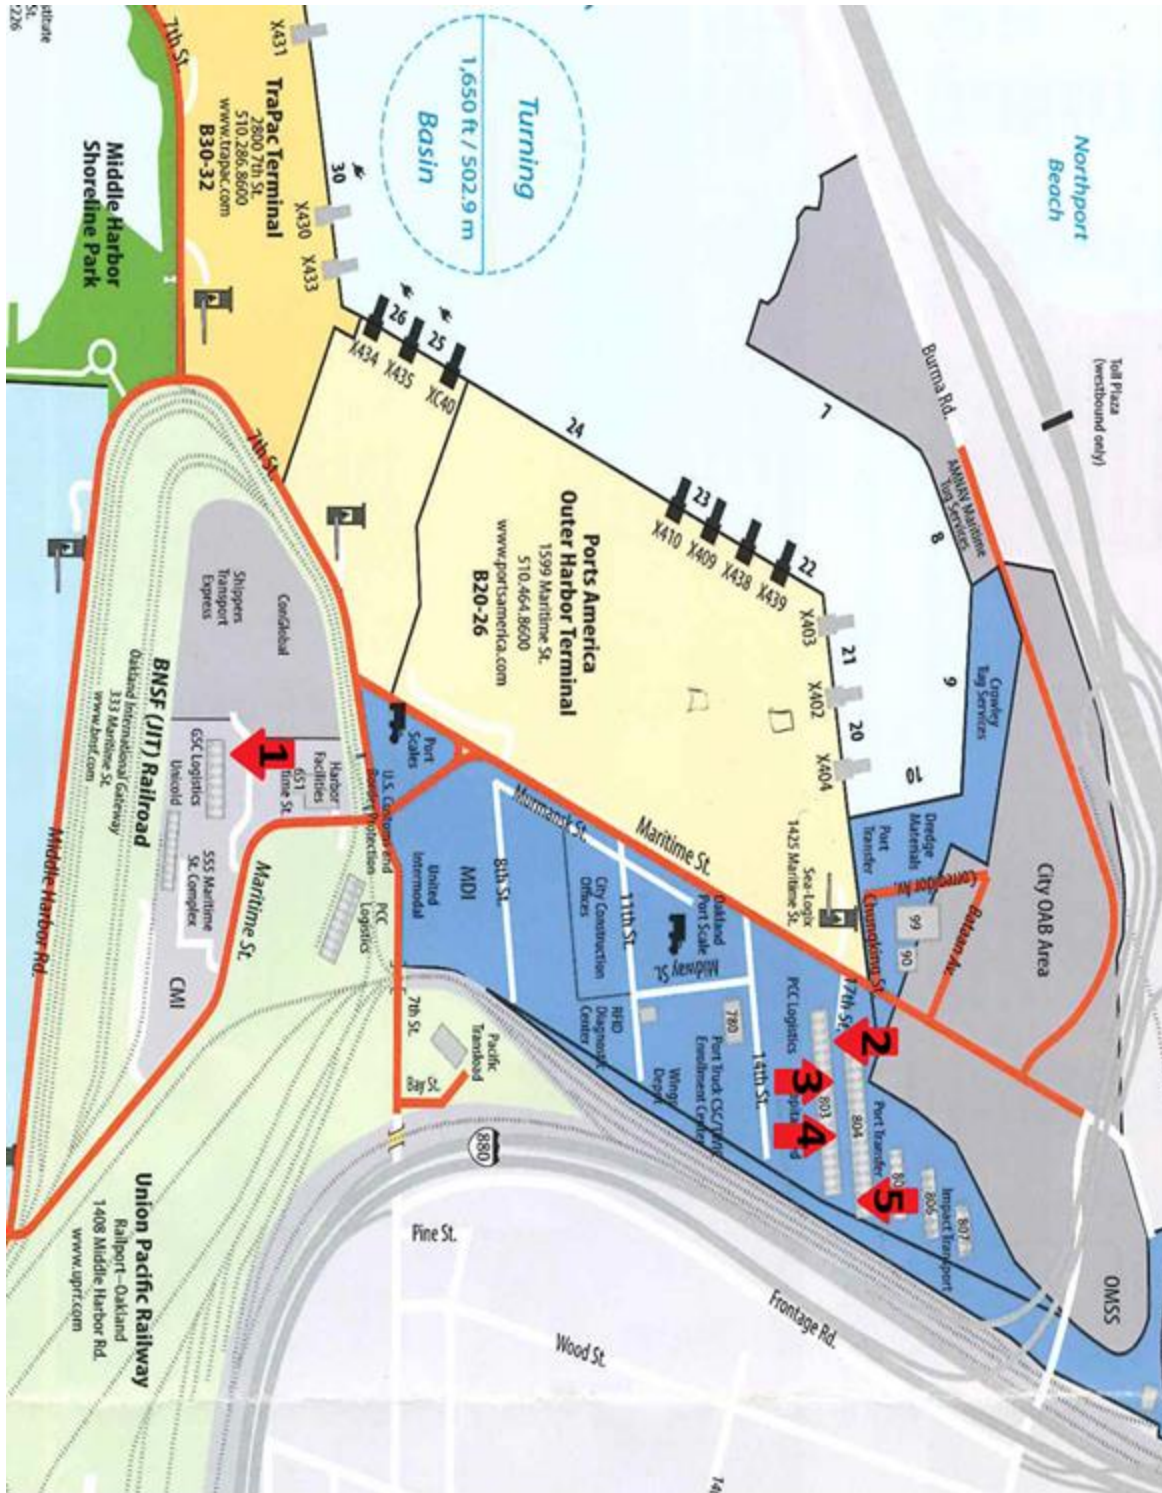 Northport
Beach
Toll Plaza
(westbound only)
Burma Rd.
AMNAV Maritime
Tug Services
Crowley
Tug Services
City OAB Area
OMSS
Turning
1,650 ft / 502.9 m
Basin
7
8
9
10
20
21
22
23
24
25
26
30
X404
X402
X403
X439
X438
X409
X410
XC40
X435
X434
X433
X430
X431
TraPac Terminal
2800 7th St.
510.286.8600
www.trapac.com
B30-32
7th St.
Middle Harbor
Shoreline Park
Ports America
Outer Harbor Terminal
1599 Maritime St.
510.464.8600
www.portsamerica.com
B20-26
Sea-Logix
1425 Maritime St.
Dredge
Materials
Port
Transfer
Corregidor Av.
Bataan Av.
Chungking St.
99
90
17th St.
Maritime St.
Murmansk St.
8th St.
11th St.
14th St.
Midway St.
Oakland
Port Scale
City Construction
Offices
RFID
Diagnostic
Center
Port Truck
Enrollment Center
Wings
Depot
780
PCC Logistics
803
804
Port Transfer
806
807
Impact Transport
2
3
4
5
MDI
United
Intermodal
U.S. Customs and
Border Protection
Port
Scales
7th St.
ConGlobal
Shippers
Transport
Express
Harbor
Facilities
651
1
GSC Logistics
Unicold
SSS Maritime
St. Complex
Maritime St.
CMI
PCC
Logistics
7th St.
Pacific
Transload
Bay St.
880
BNSF (JIT) Railroad
Oakland International Gateway
333 Maritime St.
www.bnsf.com
Middle Harbor Rd.
Union Pacific Railway
Railport–Oakland
1408 Middle Harbor Rd.
www.uprr.com
Pine St.
Wood St.
Frontage Rd.